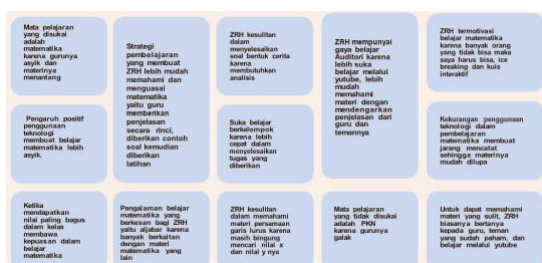 Mata pelajaran
yang disukai
adalah
matematika
karena gurunya
asyik dan
materinya
menantang
Pengaruh positif
penggunaan
teknologi
membuat belajar
matematika lebih
asyik.
Ketika
mendapatkan
nilai paling bagus
dalam kelas
membawa
kepuasan dalam
belajar
matematika
Strategi
pembelajaran
yang membuat
ZRH lebih mudah
memahami dan
menguasai
matematika
yaitu guru
memberikan
penjelasan
secara rinci,
diberikan contoh
soal kemudian
diberikan
latihan
Pengalaman belajar
matematika yang
berkesan bagi ZRH
yaitu aljabar karena
banyak berkaitan
dengan materi
matematika yang
lain
ZRH kesulitan
dalam
menyelesaikan
soal bentuk cerita
karena
membutuhkan
analisis
Suka belajar
berkelompok
karena lebih
cepat dalam
menyelesaikan
tugas yang
diberikan
ZRH kesulitan
dalam memahami
materi persamaan
garis lurus karena
masih bingung
mencari nilai x
dan nilai y nya
ZRH mempunyai
gaya belajar
Auditori karena
lebih suka
belajar melalui
yutube, lebih
mudah
memahami
materi dengan
mendengarkan
penjelasan dari
guru dan
temannya
Mata pelajaran
yang tidak disukai
adalah PKN
karena gurunya
galak
ZRH termotivasi
belajar matematika
karena banyak orang
yang tidak bisa maka
saya harus bisa, ice
breaking dan kuis
interaktif
Kekurangan penggunaan
teknologi dalam
pembelajaran
matematika membuat
jarang mencatat
sehingga materinya
mudah dilupa
Untuk dapat memahami
materi yang sulit, ZRH
biasanya bertanya
kepada guru, teman
yang sudah paham, dan
belajar melalui yutube